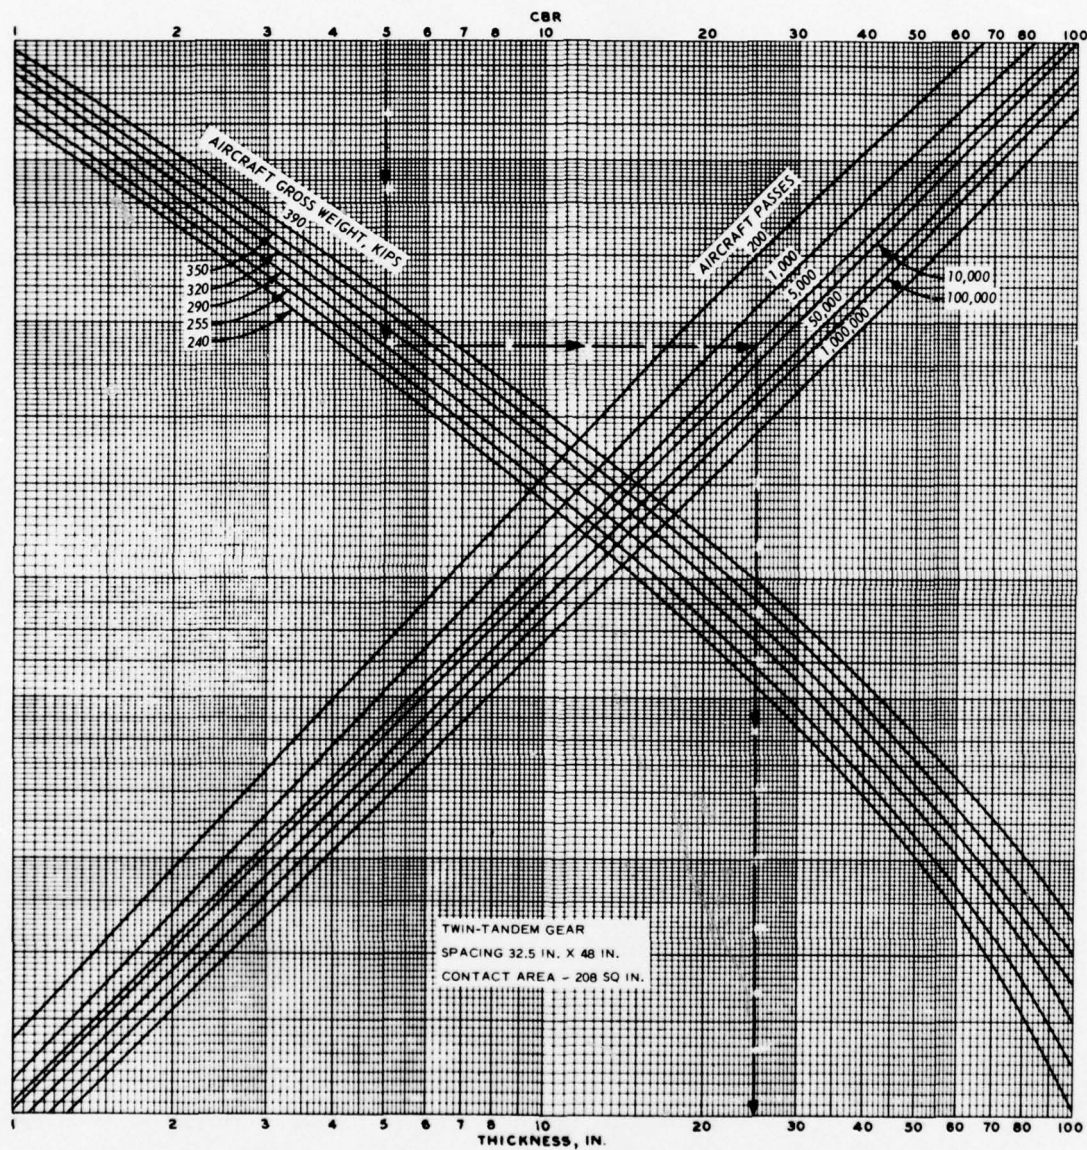 CBR
1 2 3 4 5 6 7 8 10 20 30 40 50 60 70 80 100
AIRCRAFT GROSS WEIGHT, KIPS
390
350
320
290
255
240
AIRCRAFT PASSES
200
1,000
5,000
10,000
50,000
100,000
1,000,000
TWIN-TANDEM GEAR
SPACING 32.5 IN. X 48 IN.
CONTACT AREA - 208 SQ IN.
1 2 3 4 5 6 7 8 10 20 30 40 50 60 70 80 100
THICKNESS, IN.